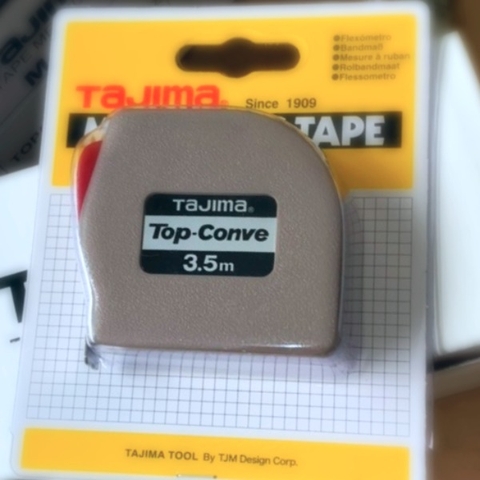 ●Flexómetro
●Bandmaß
●Mesure à ruban
●Rolbandmaat
●Flessometro
TaJIma®
Since 1909
TAPE
TaJIma®
Top-Conve
3.5m
TAJIMA TOOL By TJM Design Corp.